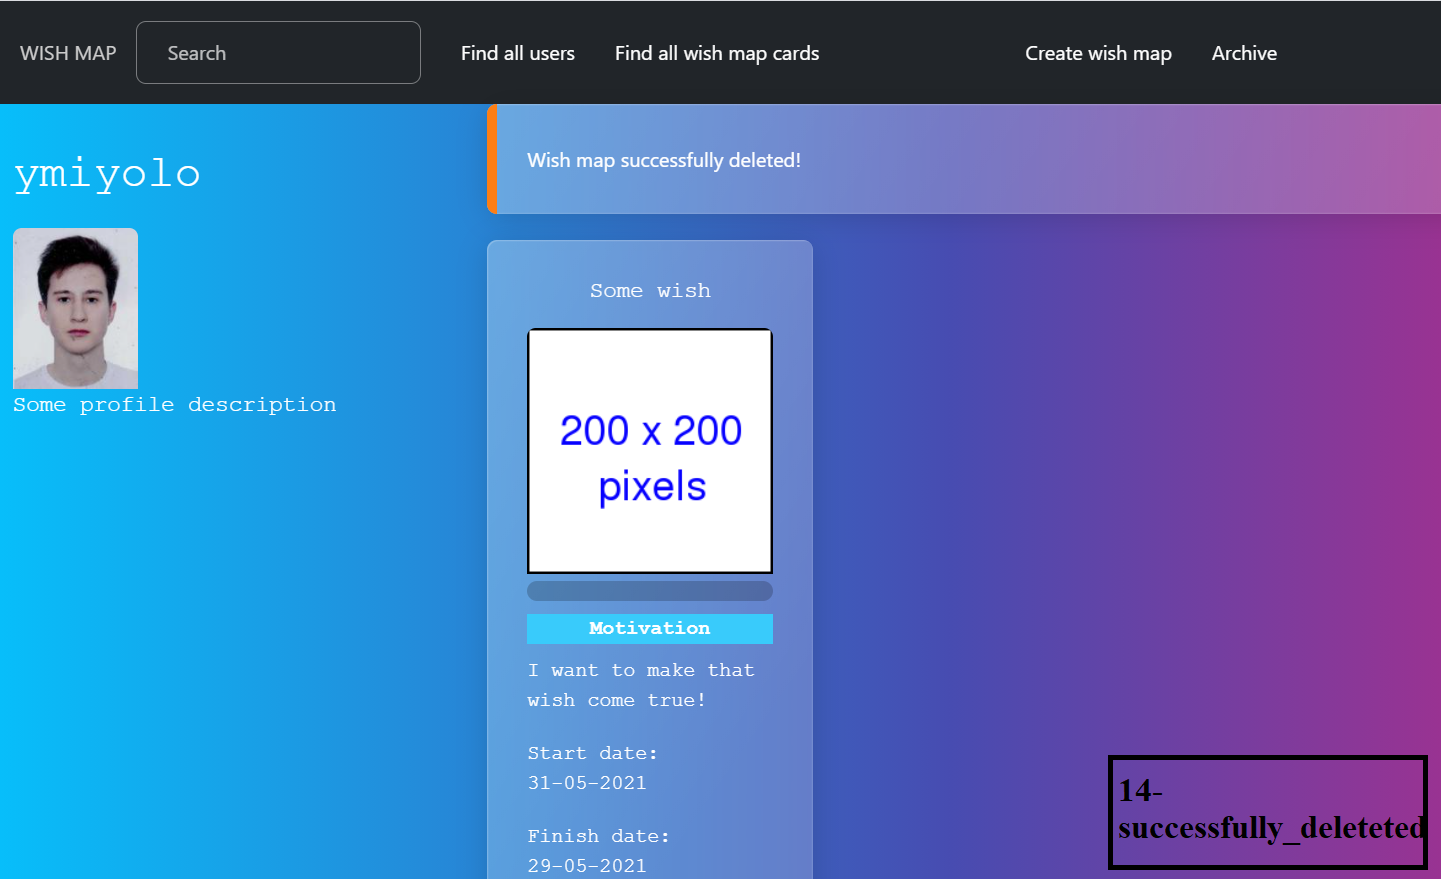 WISH MAP Search Find all users Find all wish map cards Create wish map Archive
ymiyolo
Wish map successfully deleted!
Some profile description
Some wish
200 x 200
pixels
Motivation
I want to make that
wish come true!
Start date:
31-05-2021
Finish date:
29-05-2021
14-
successfully_deleteted